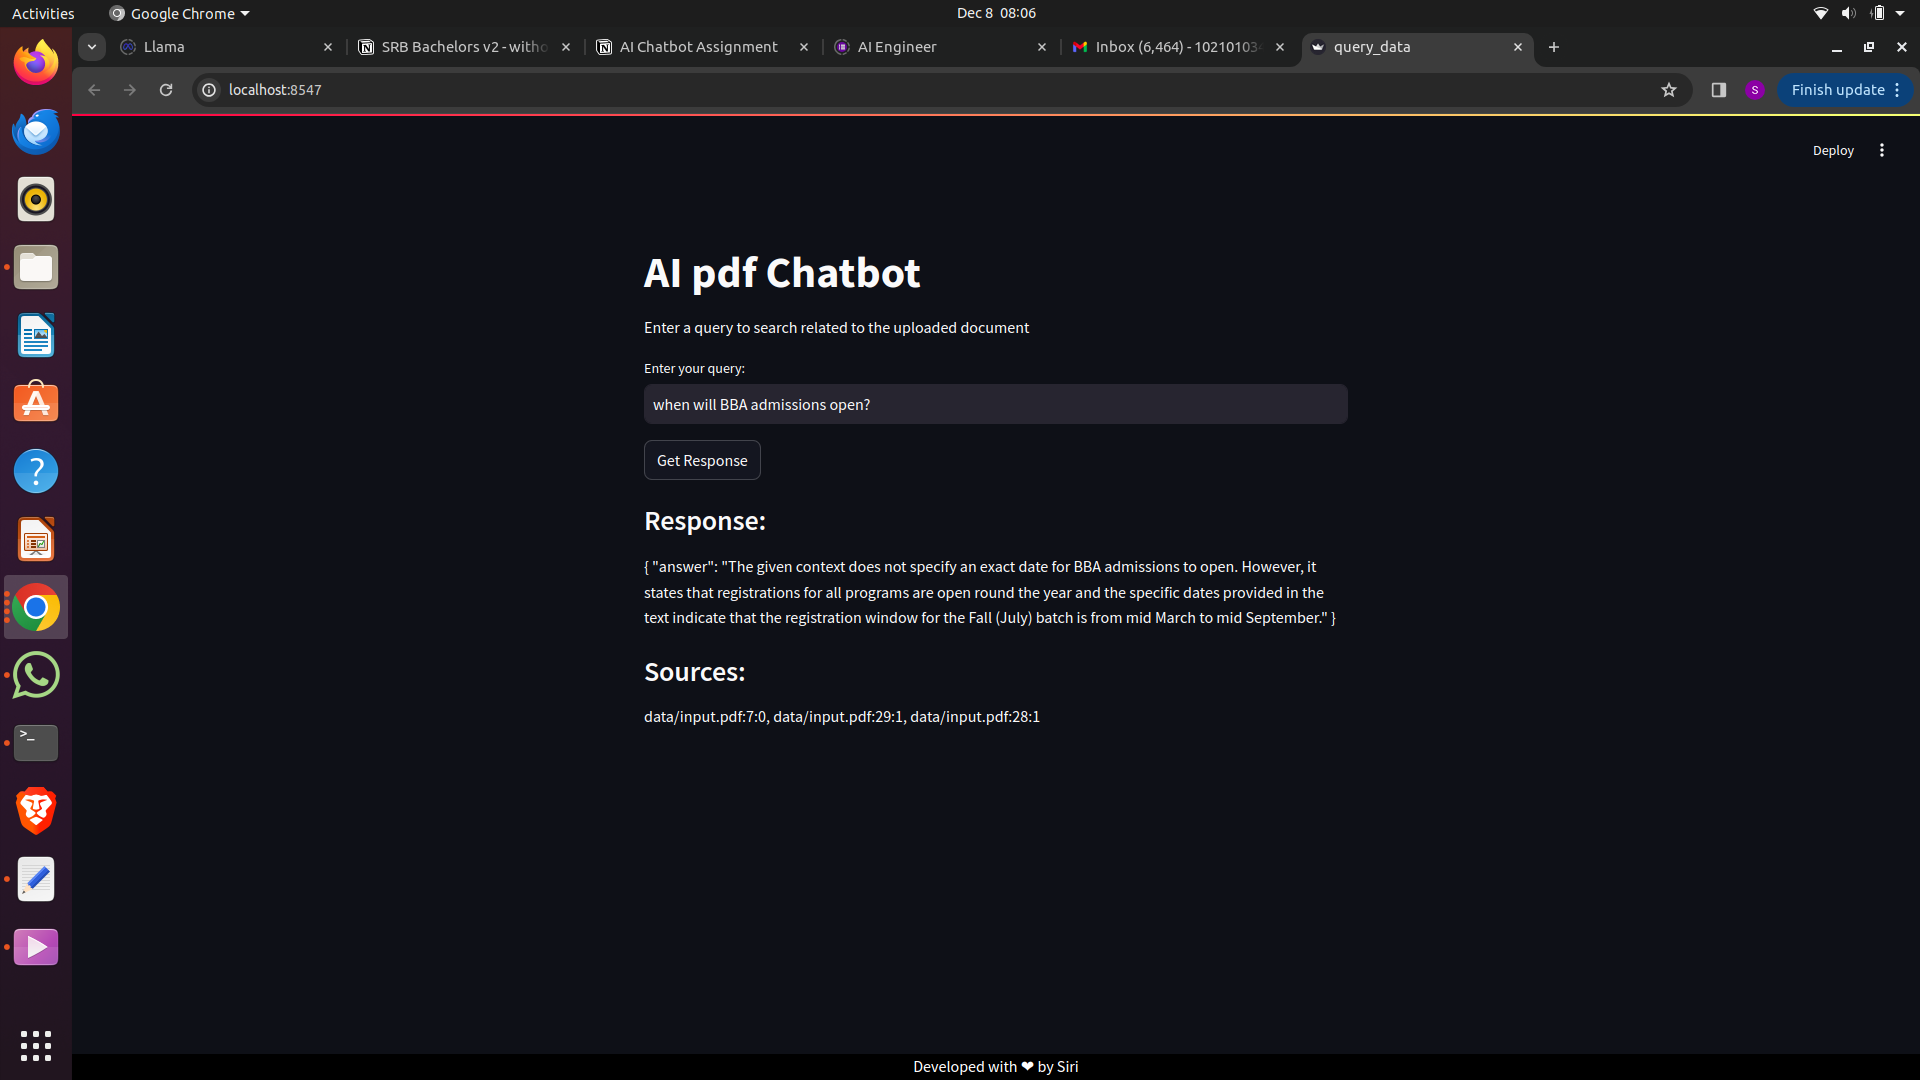 Activities
Google Chrome
Dec 8 08:06
Llama
SRB Bachelors v2 - witho
AI Chatbot Assignment
AI Engineer
Inbox (6,464) - 102101034
query_data
localhost:8547
S
Finish update
Deploy
AI pdf Chatbot
Enter a query to search related to the uploaded document
Enter your query:
when will BBA admissions open?
Get Response
Response:
{ "answer": "The given context does not specify an exact date for BBA admissions to open. However, it
states that registrations for all programs are open round the year and the specific dates provided in the
text indicate that the registration window for the Fall (July) batch is from mid March to mid September." }
Sources:
data/input.pdf:7:0, data/input.pdf:29:1, data/input.pdf:28:1
Developed with ❤ by Siri